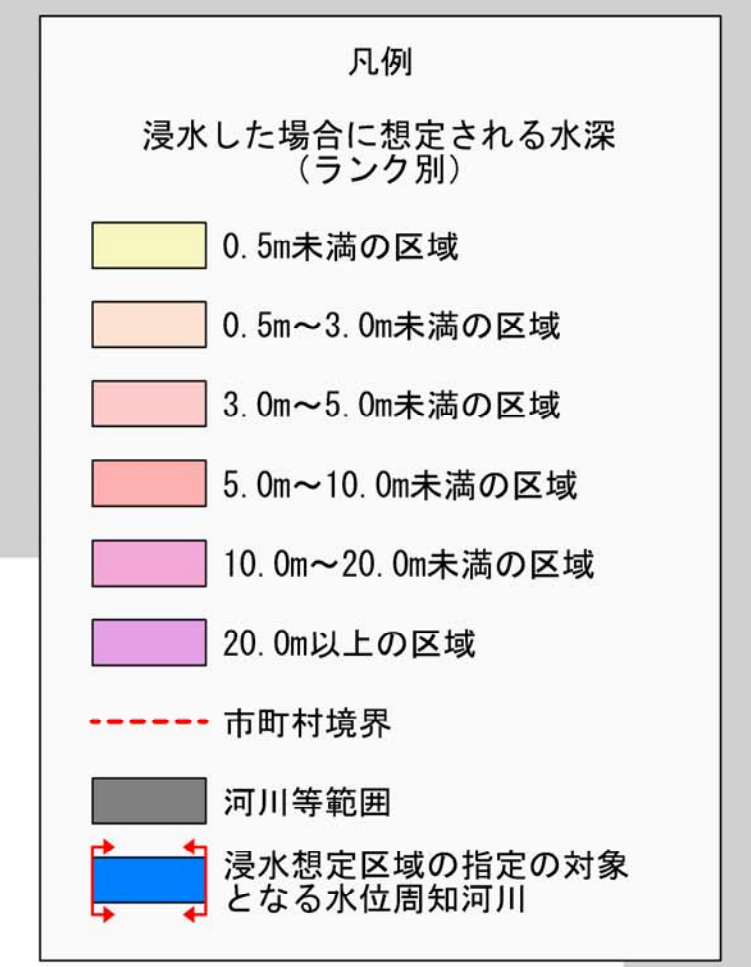 凡例
浸水した場合に想定される水深
（ランク別）
0.5m未満の区域
0.5m～3.0m未満の区域
3.0m～5.0m未満の区域
5.0m～10.0m未満の区域
10.0m～20.0m未満の区域
20.0m以上の区域
市町村境界
河川等範囲
浸水想定区域の指定の対象
となる水位周知河川